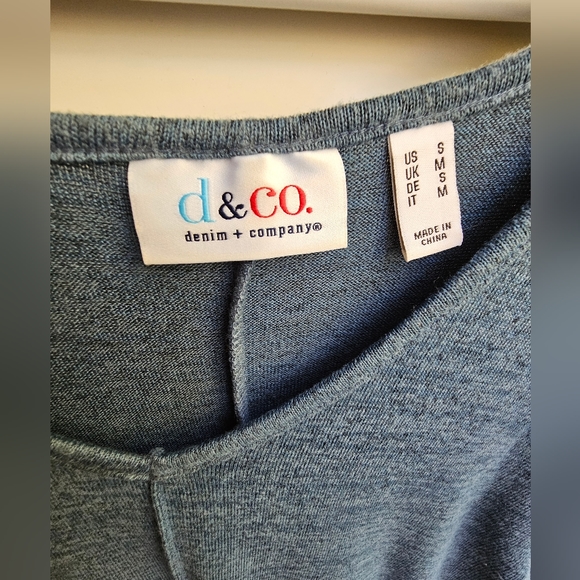 d&co.
denim + company®
US S
UK M
DE S
IT M
MADE IN
CHINA